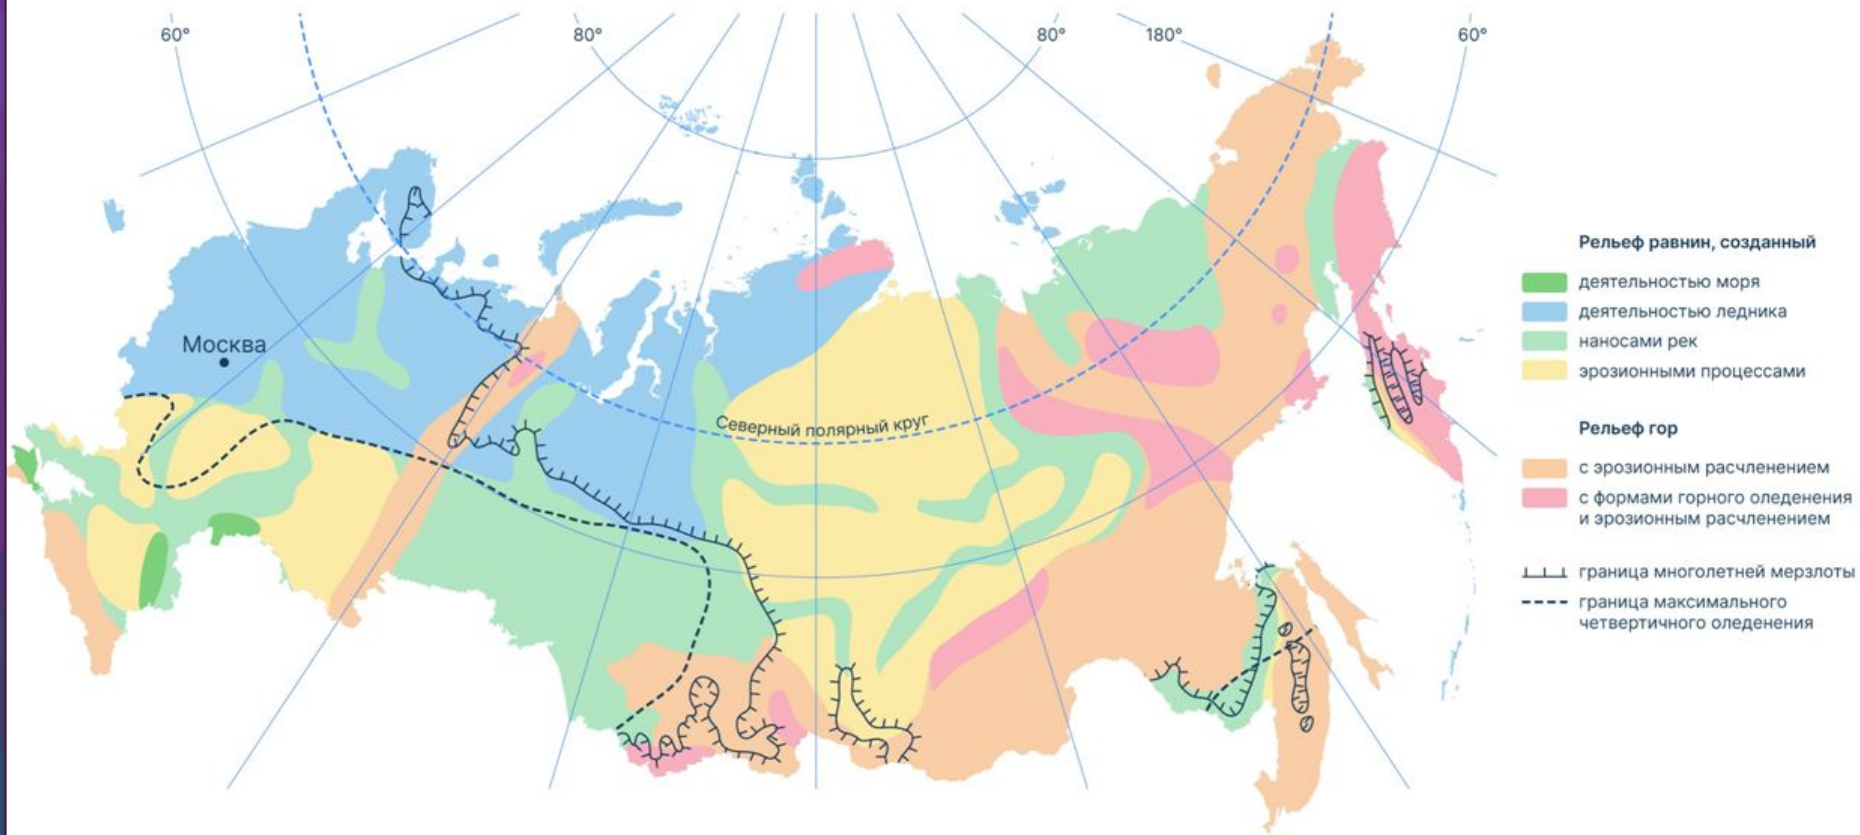 60°
80°
80°
180°
60°
Москва
Северный полярный круг
Рельеф равнин, созданный
деятельностью моря
деятельностью ледника
наносами рек
эрозионными процессами
Рельеф гор
с эрозионным расчленением
с формами горного оледенения
и эрозионным расчленением
граница многолетней мерзлоты
граница максимального
четвертичного оледенения